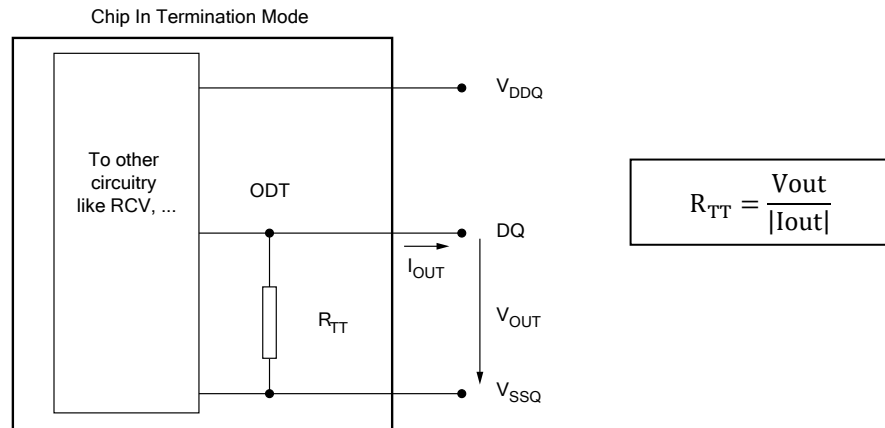 Chip In Termination Mode
V_DDQ
To other
circuitry
like RCV, ...
ODT
DQ
I_OUT
R_TT
V_OUT
V_SSQ
R_TT = Vout / |Iout|